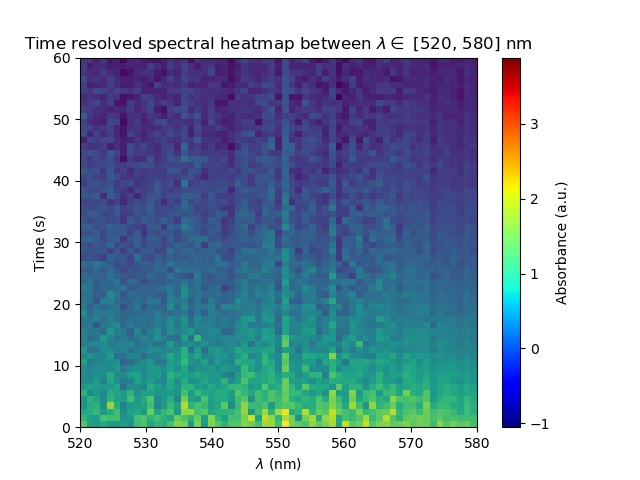 Time resolved spectral heatmap between λ ∈ [520, 580] nm
60
50
40
30
20
10
0
Time (s)
520 530 540 550 560 570 580
λ (nm)
3
2
1
0
−1
Absorbance (a.u.)